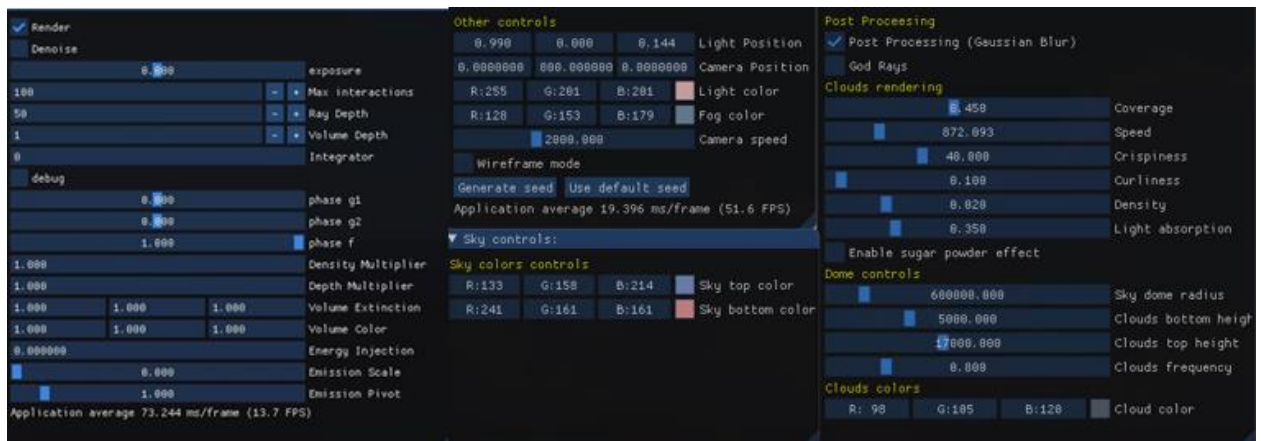 Render
Denoise
0.000 exposure
100 - + Max interactions
50 - + Ray Depth
1 - + Volume Depth
0 Integrator
debug
0.000 phase g1
0.000 phase g2
1.000 phase f
1.000 Density Multiplier
1.000 Depth Multiplier
1.000 1.000 1.000 Volume Extinction
1.000 1.000 1.000 Volume Color
0.000000 Energy Injection
0.000 Emission Scale
1.000 Emission Pivot
Application average 73.244 ms/frame (13.7 FPS)
Other controls
0.990 0.000 0.144 Light Position
0.0000000 800.000000 0.0000000 Camera Position
R:255 G:201 B:201 Light color
R:128 G:153 B:179 Fog color
2000.000 Camera speed
Wireframe mode
Generate seed Use default seed
Application average 19.396 ms/frame (51.6 FPS)
▼ Sky controls:
Sky colors controls
R:133 G:158 B:214 Sky top color
R:241 G:161 B:161 Sky bottom color
Post Proceesing
Post Processing (Gaussian Blur)
God Rays
Clouds rendering
0.450 Coverage
872.093 Speed
40.000 Crispiness
0.100 Curliness
0.020 Density
0.350 Light absorption
Enable sugar powder effect
Dome controls
600000.000 Sky dome radius
5000.000 Clouds bottom heigh
17000.000 Clouds top height
0.800 Clouds frequency
Clouds colors
R: 98 G:105 B:120 Cloud color